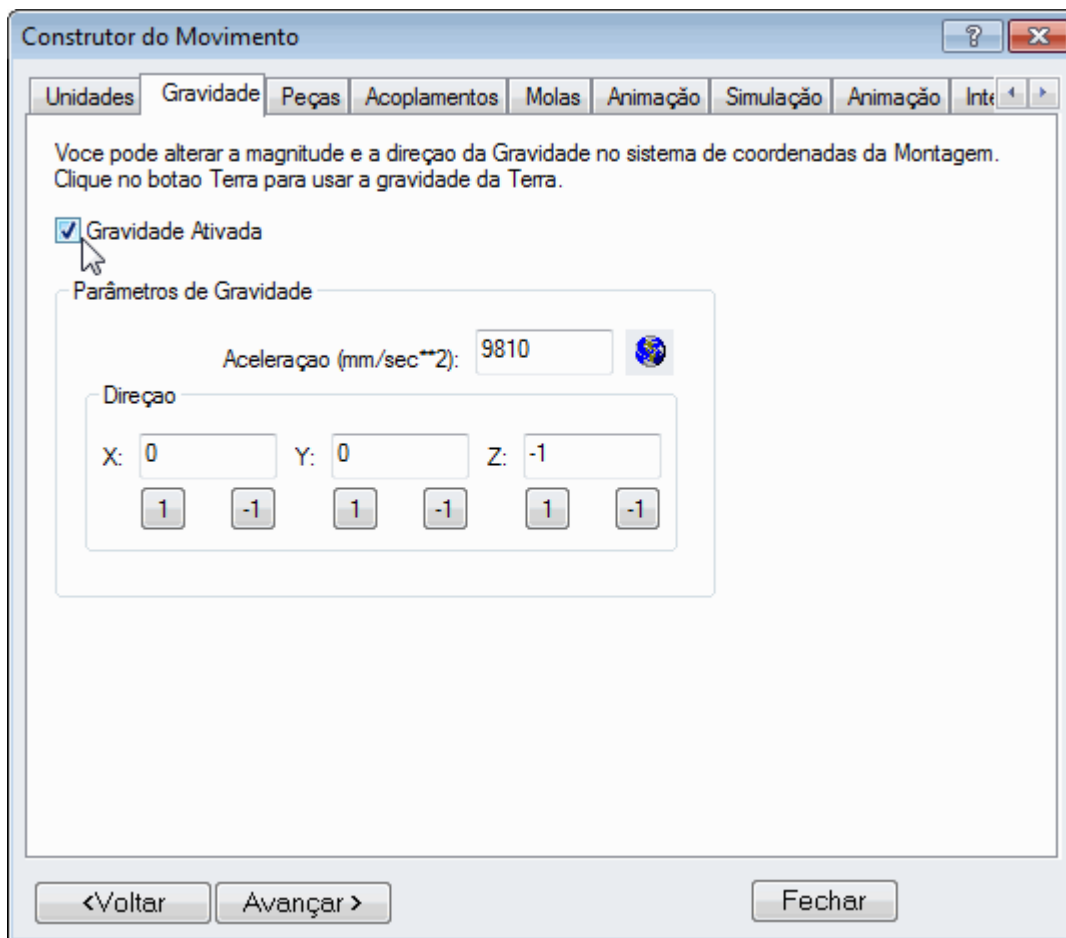 Construtor do Movimento
Unidades Gravidade Peças Acoplamentos Molas Animação Simulação Animação Inte
Voce pode alterar a magnitude e a direçao da Gravidade no sistema de coordenadas da Montagem.
Clique no botao Terra para usar a gravidade da Terra.
Gravidade Ativada
Parâmetros de Gravidade
Aceleraçao (mm/sec**2): 9810
Direçao
X: 0 Y: 0 Z: -1
1 -1 1 -1 1 -1
<Voltar Avançar > Fechar